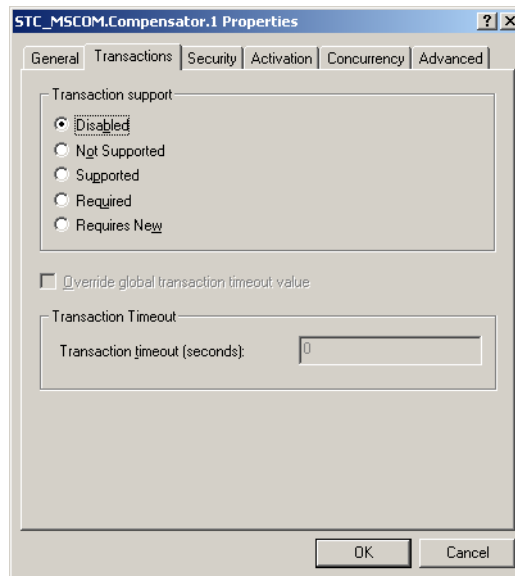 STC_MSCOM.Compensator.1 Properties
General Transactions Security Activation Concurrency Advanced
Transaction support
Disabled
Not Supported
Supported
Required
Requires New
Override global transaction timeout value
Transaction Timeout
Transaction timeout (seconds): 0
OK Cancel